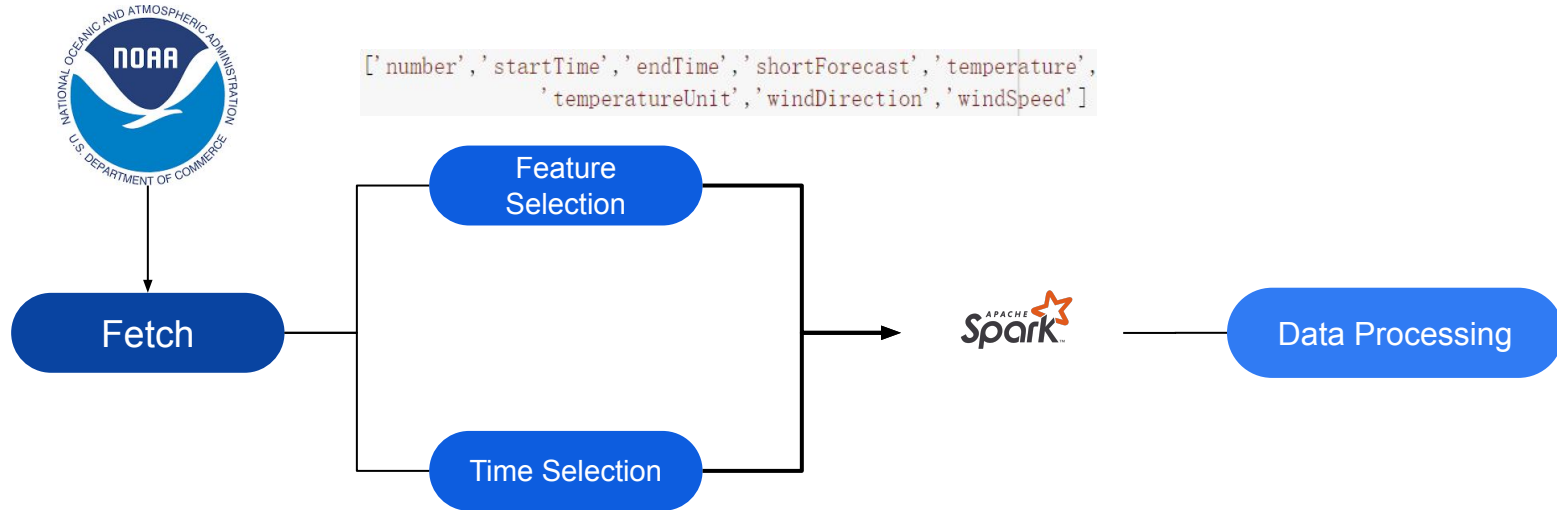 NATIONAL OCEANIC AND ATMOSPHERIC ADMINISTRATION
NOAA
U.S. DEPARTMENT OF COMMERCE
['number','startTime','endTime','shortForecast','temperature',
'temperatureUnit','windDirection','windSpeed']
Feature
Selection
Fetch
APACHE
Spark™
Data Processing
Time Selection